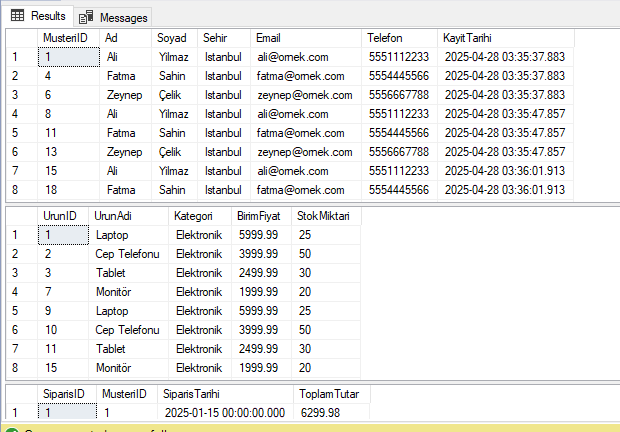 Results Messages
MusteriID Ad Soyad Sehir Email Telefon KayitTarihi
1 1 Ali Yilmaz Istanbul ali@ornek.com 5551112233 2025-04-28 03:35:37.883
2 4 Fatma Sahin Istanbul fatma@ornek.com 5554445566 2025-04-28 03:35:37.883
3 6 Zeynep Çelik Istanbul zeynep@ornek.com 5556667788 2025-04-28 03:35:37.883
4 8 Ali Yilmaz Istanbul ali@ornek.com 5551112233 2025-04-28 03:35:47.857
5 11 Fatma Sahin Istanbul fatma@ornek.com 5554445566 2025-04-28 03:35:47.857
6 13 Zeynep Çelik Istanbul zeynep@ornek.com 5556667788 2025-04-28 03:35:47.857
7 15 Ali Yilmaz Istanbul ali@ornek.com 5551112233 2025-04-28 03:36:01.913
8 18 Fatma Sahin Istanbul fatma@ornek.com 5554445566 2025-04-28 03:36:01.913
UrunID UrunAdi Kategori BirimFiyat StokMiktari
1 1 Laptop Elektronik 5999.99 25
2 2 Cep Telefonu Elektronik 3999.99 50
3 3 Tablet Elektronik 2499.99 30
4 7 Monitör Elektronik 1999.99 20
5 9 Laptop Elektronik 5999.99 25
6 10 Cep Telefonu Elektronik 3999.99 50
7 11 Tablet Elektronik 2499.99 30
8 15 Monitör Elektronik 1999.99 20
SiparisID MusteriID SiparisTarihi ToplamTutar
1 1 1 2025-01-15 00:00:00.000 6299.98